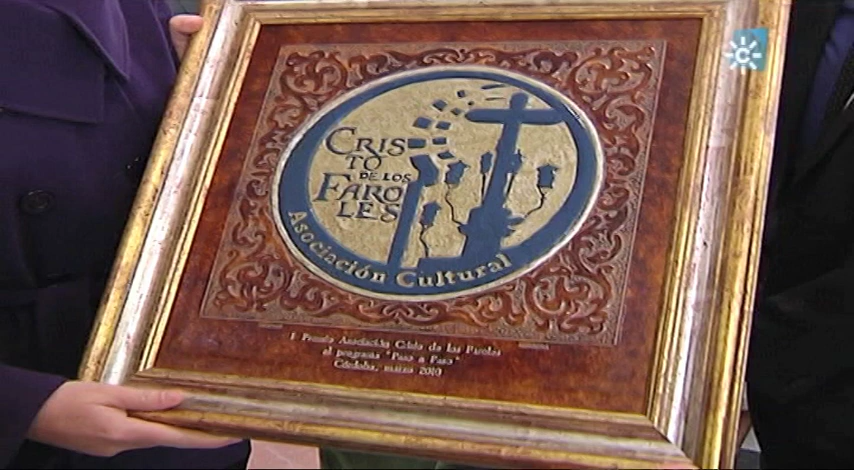 CRIS
TO
DE LOS
FARO
LES
Asociación Cultural
I Premio Asociación Cristo de los Faroles
al programa "Paso a Paso"
Córdoba, marzo 2010